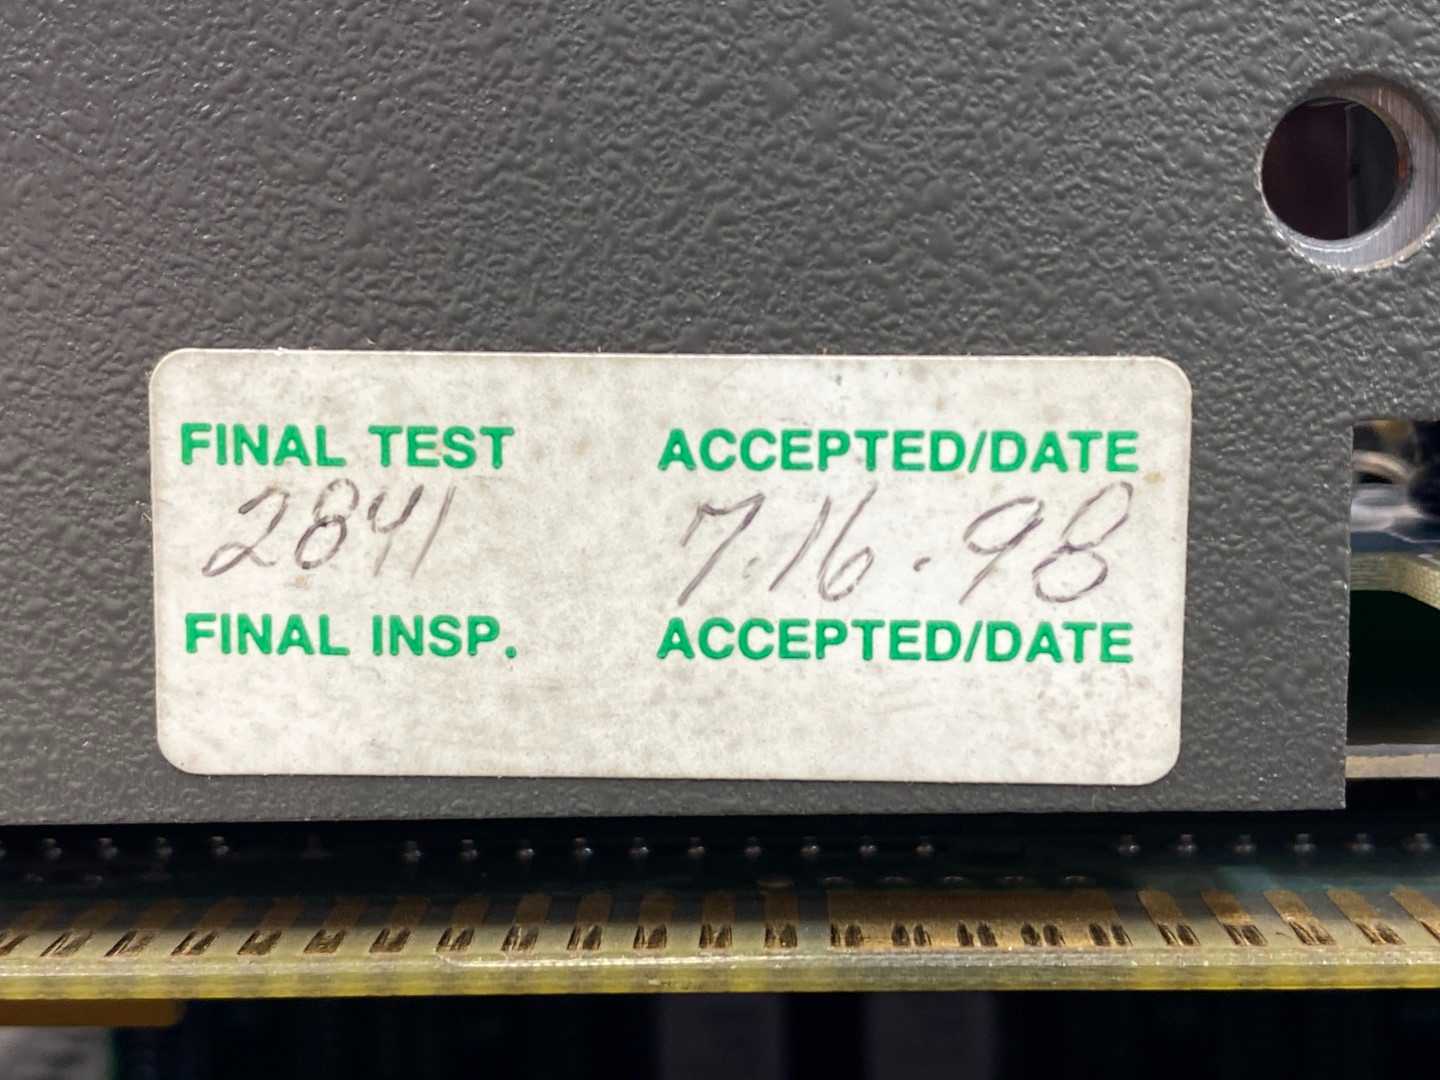 FINAL TEST ACCEPTED/DATE
2841 7.16.98
FINAL INSP. ACCEPTED/DATE